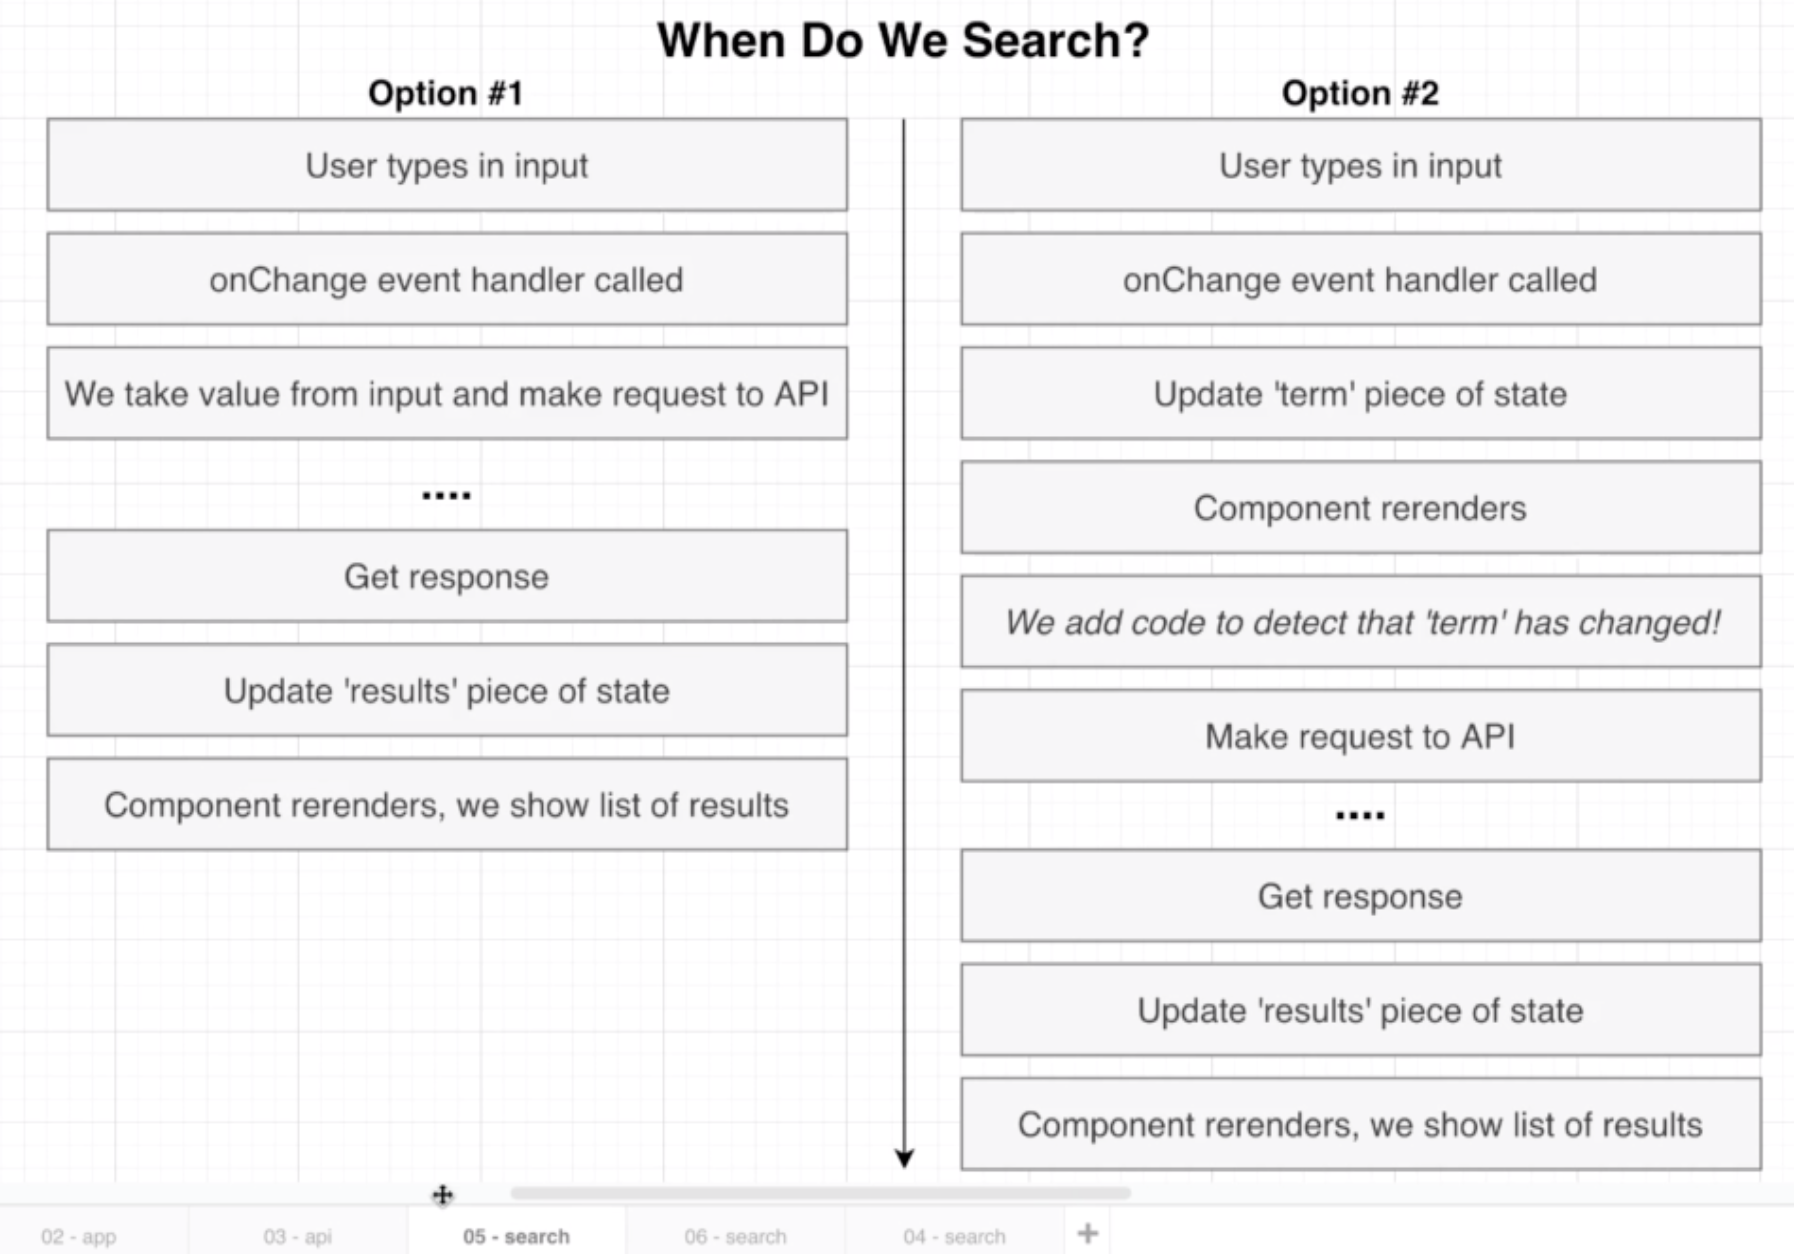 When Do We Search?
Option #1
User types in input
onChange event handler called
We take value from input and make request to API
....
Get response
Update 'results' piece of state
Component rerenders, we show list of results
Option #2
User types in input
onChange event handler called
Update 'term' piece of state
Component rerenders
We add code to detect that 'term' has changed!
Make request to API
....
Get response
Update 'results' piece of state
Component rerenders, we show list of results
02 - app
03 - api
05 - search
06 - search
04 - search
+